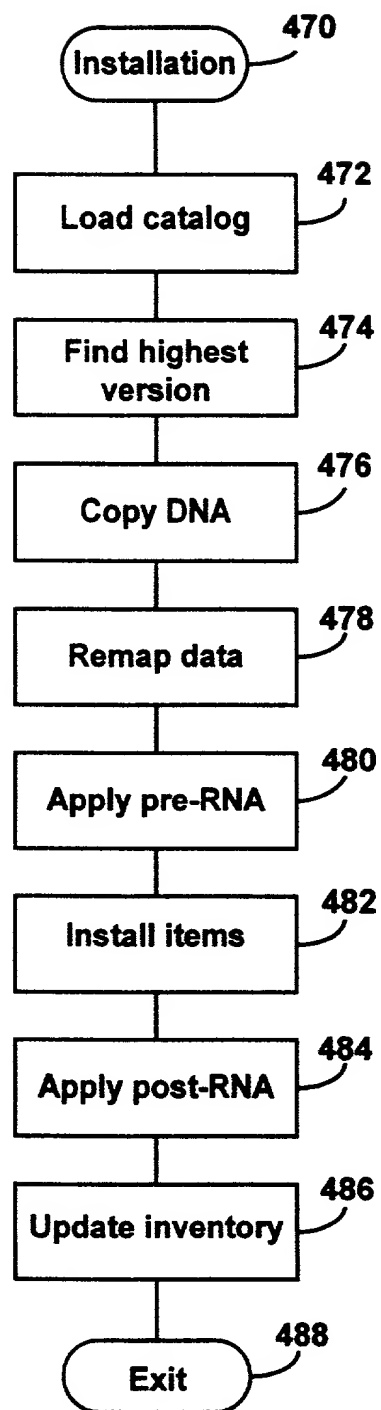 470
Installation
472
Load catalog
474
Find highest
version
476
Copy DNA
478
Remap data
480
Apply pre-RNA
482
Install items
484
Apply post-RNA
486
Update inventory
488
Exit